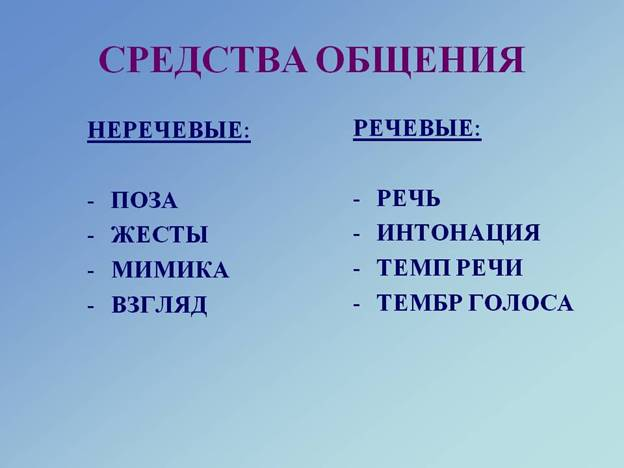 СРЕДСТВА ОБЩЕНИЯ
НЕРЕЧЕВЫЕ:
- ПОЗА
- ЖЕСТЫ
- МИМИКА
- ВЗГЛЯД
РЕЧЕВЫЕ:
- РЕЧЬ
- ИНТОНАЦИЯ
- ТЕМП РЕЧИ
- ТЕМБР ГОЛОСА